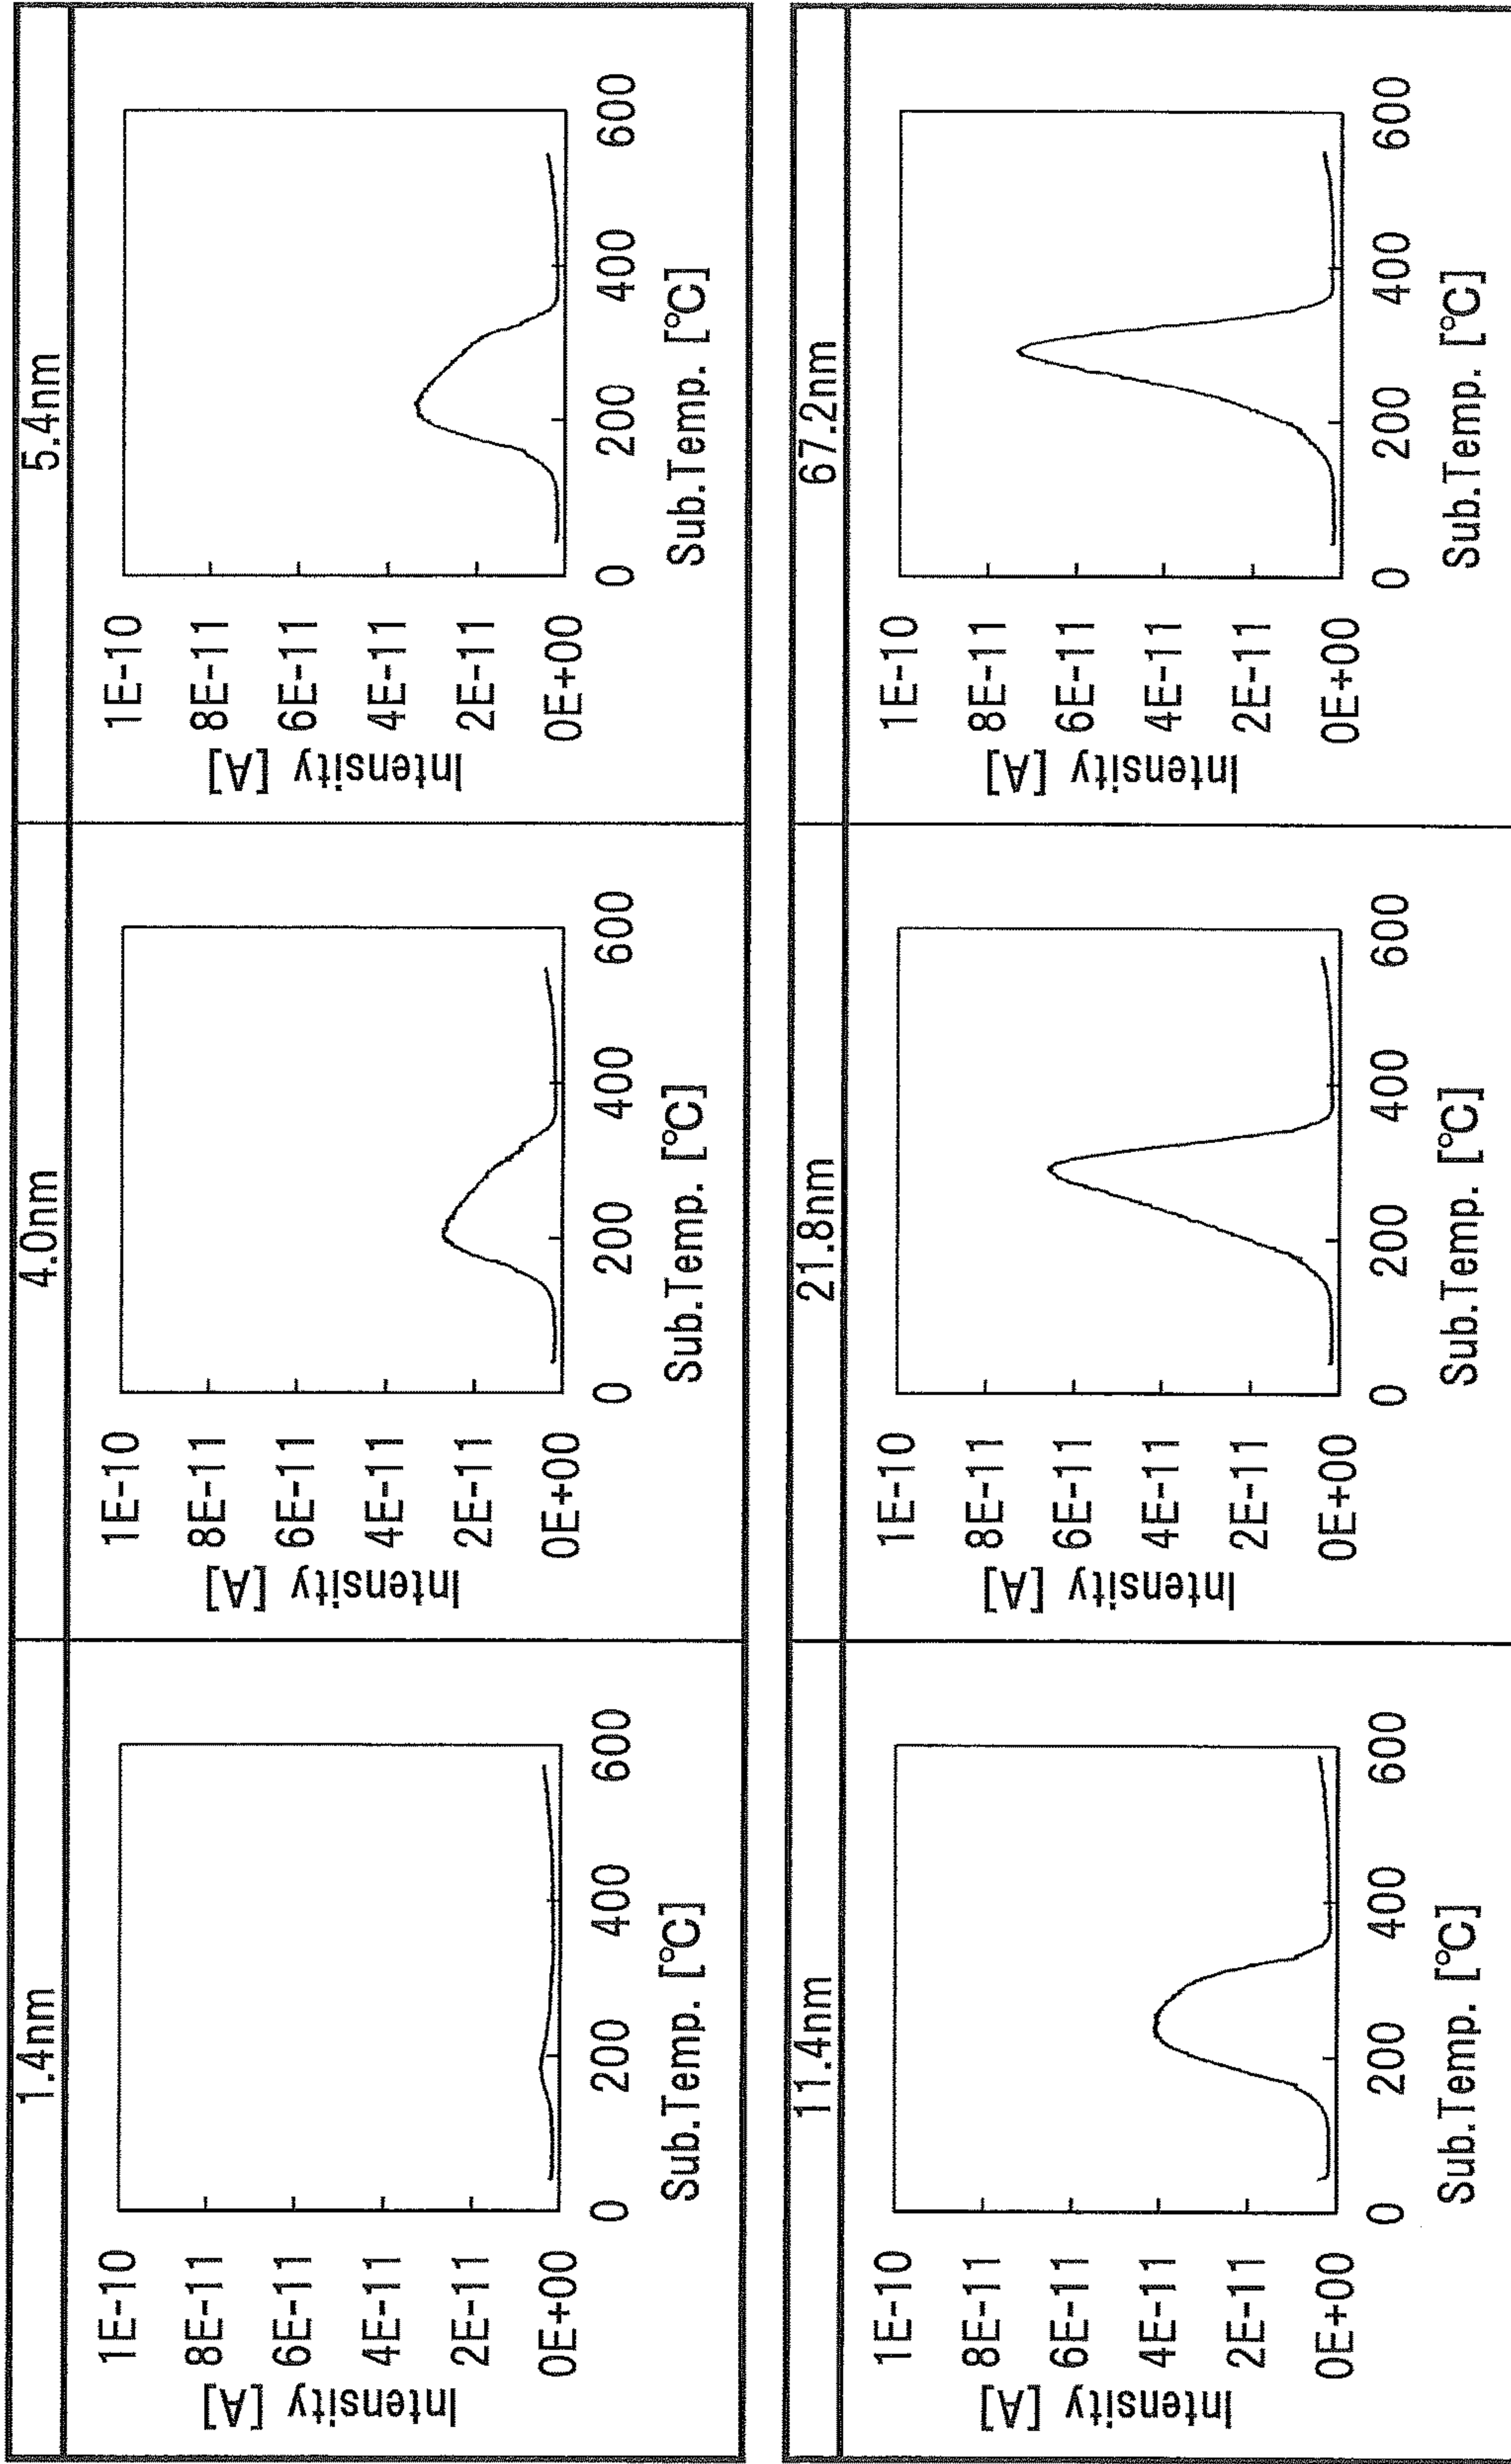 1.4nm
4.0nm
5.4nm
1E-10
8E-11
6E-11
4E-11
2E-11
0E+00
Intensity [A]
0 200 400 600
Sub.Temp. [°C]
1E-10
8E-11
6E-11
4E-11
2E-11
0E+00
Intensity [A]
0 200 400 600
Sub.Temp. [°C]
1E-10
8E-11
6E-11
4E-11
2E-11
0E+00
Intensity [A]
0 200 400 600
Sub.Temp. [°C]
11.4nm
21.8nm
67.2nm
1E-10
8E-11
6E-11
4E-11
2E-11
0E+00
Intensity [A]
0 200 400 600
Sub.Temp. [°C]
1E-10
8E-11
6E-11
4E-11
2E-11
0E+00
Intensity [A]
0 200 400 600
Sub.Temp. [°C]
1E-10
8E-11
6E-11
4E-11
2E-11
0E+00
Intensity [A]
0 200 400 600
Sub.Temp. [°C]